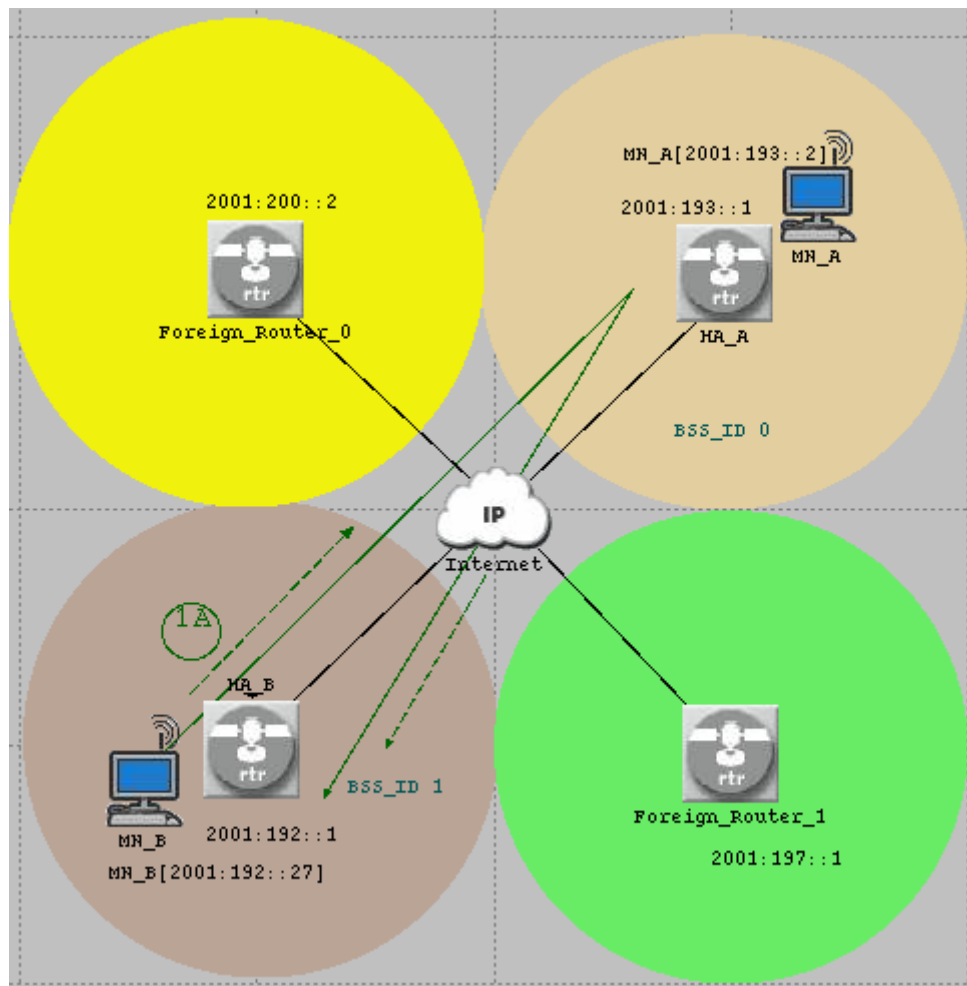 MN_A[2001:193::2]
2001:200::2
2001:193::1
rtr
Foreign_Router_0
rtr
MN_A
HA_A
BSS_ID 0
IP
Internet
1A
HA_B
rtr
BSS_ID 1
rtr
MN_B
2001:192::1
MN_B[2001:192::27]
Foreign_Router_1
2001:197::1